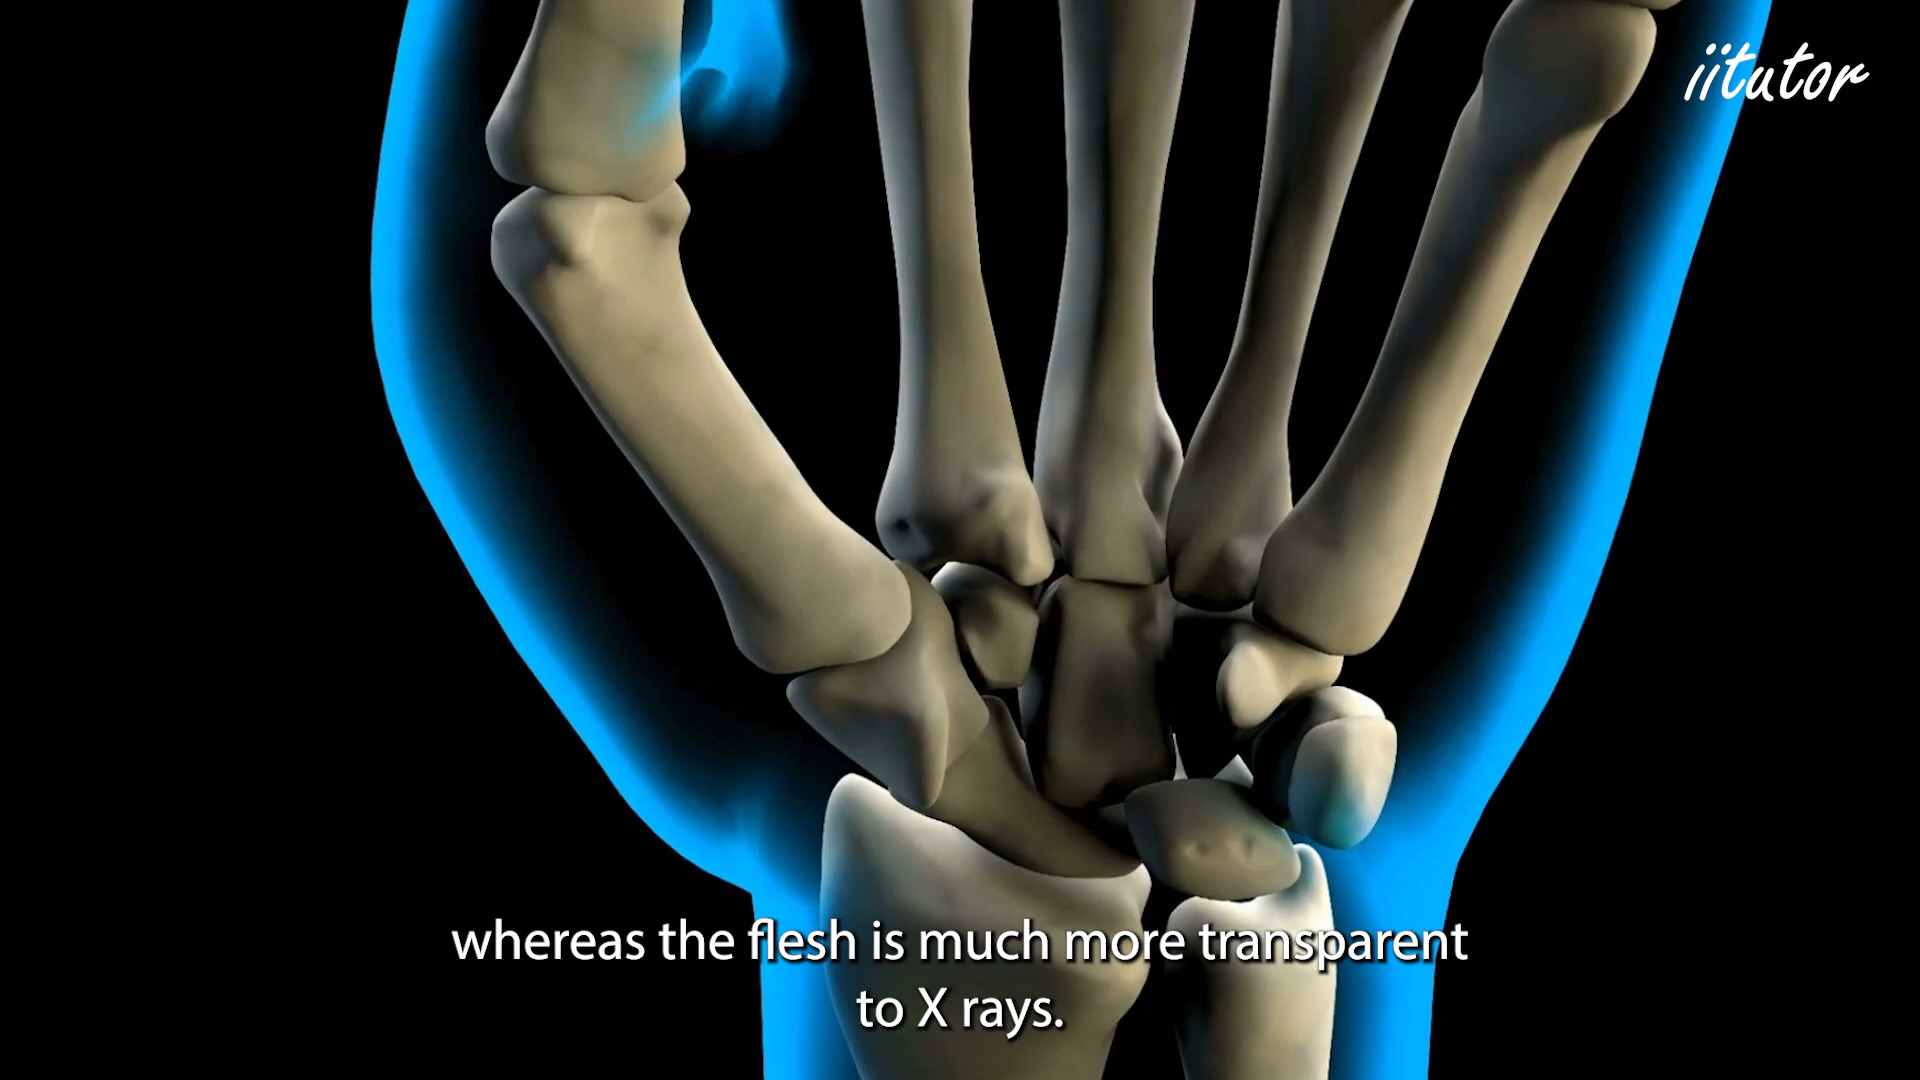 iitutor
whereas the flesh is much more transparent
to X rays.